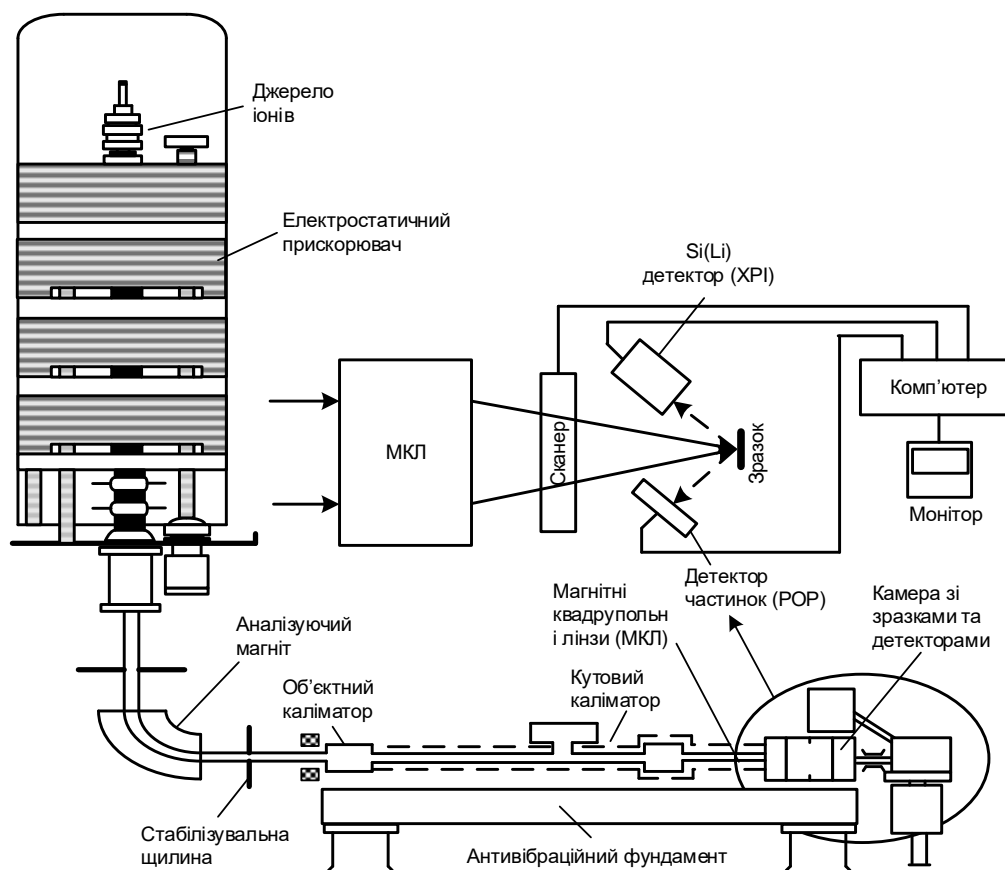 Джерело
іонів
Електростатичний
прискорювач
Si(Li)
детектор (ХРІ)
МКЛ
Сканер
Зразок
Комп’ютер
Монітор
Детектор
частинок (РОР)
Магнітні
квадрупольн
і лінзи (МКЛ)
Камера зі
зразками та
детекторами
Аналізуючий
магніт
Об’єктний
каліматор
Кутовий
каліматор
Стабілізувальна
щилина
Антивібраційний фундамент